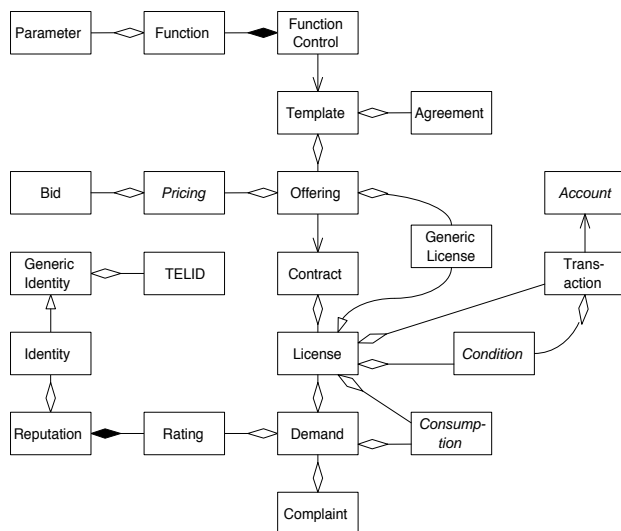 Parameter
Function
Function
Control
Template
Agreement
Bid
Pricing
Offering
Account
Generic
License
Generic
Identity
TELID
Contract
Trans-
action
Identity
License
Condition
Reputation
Rating
Demand
Consump-
tion
Complaint